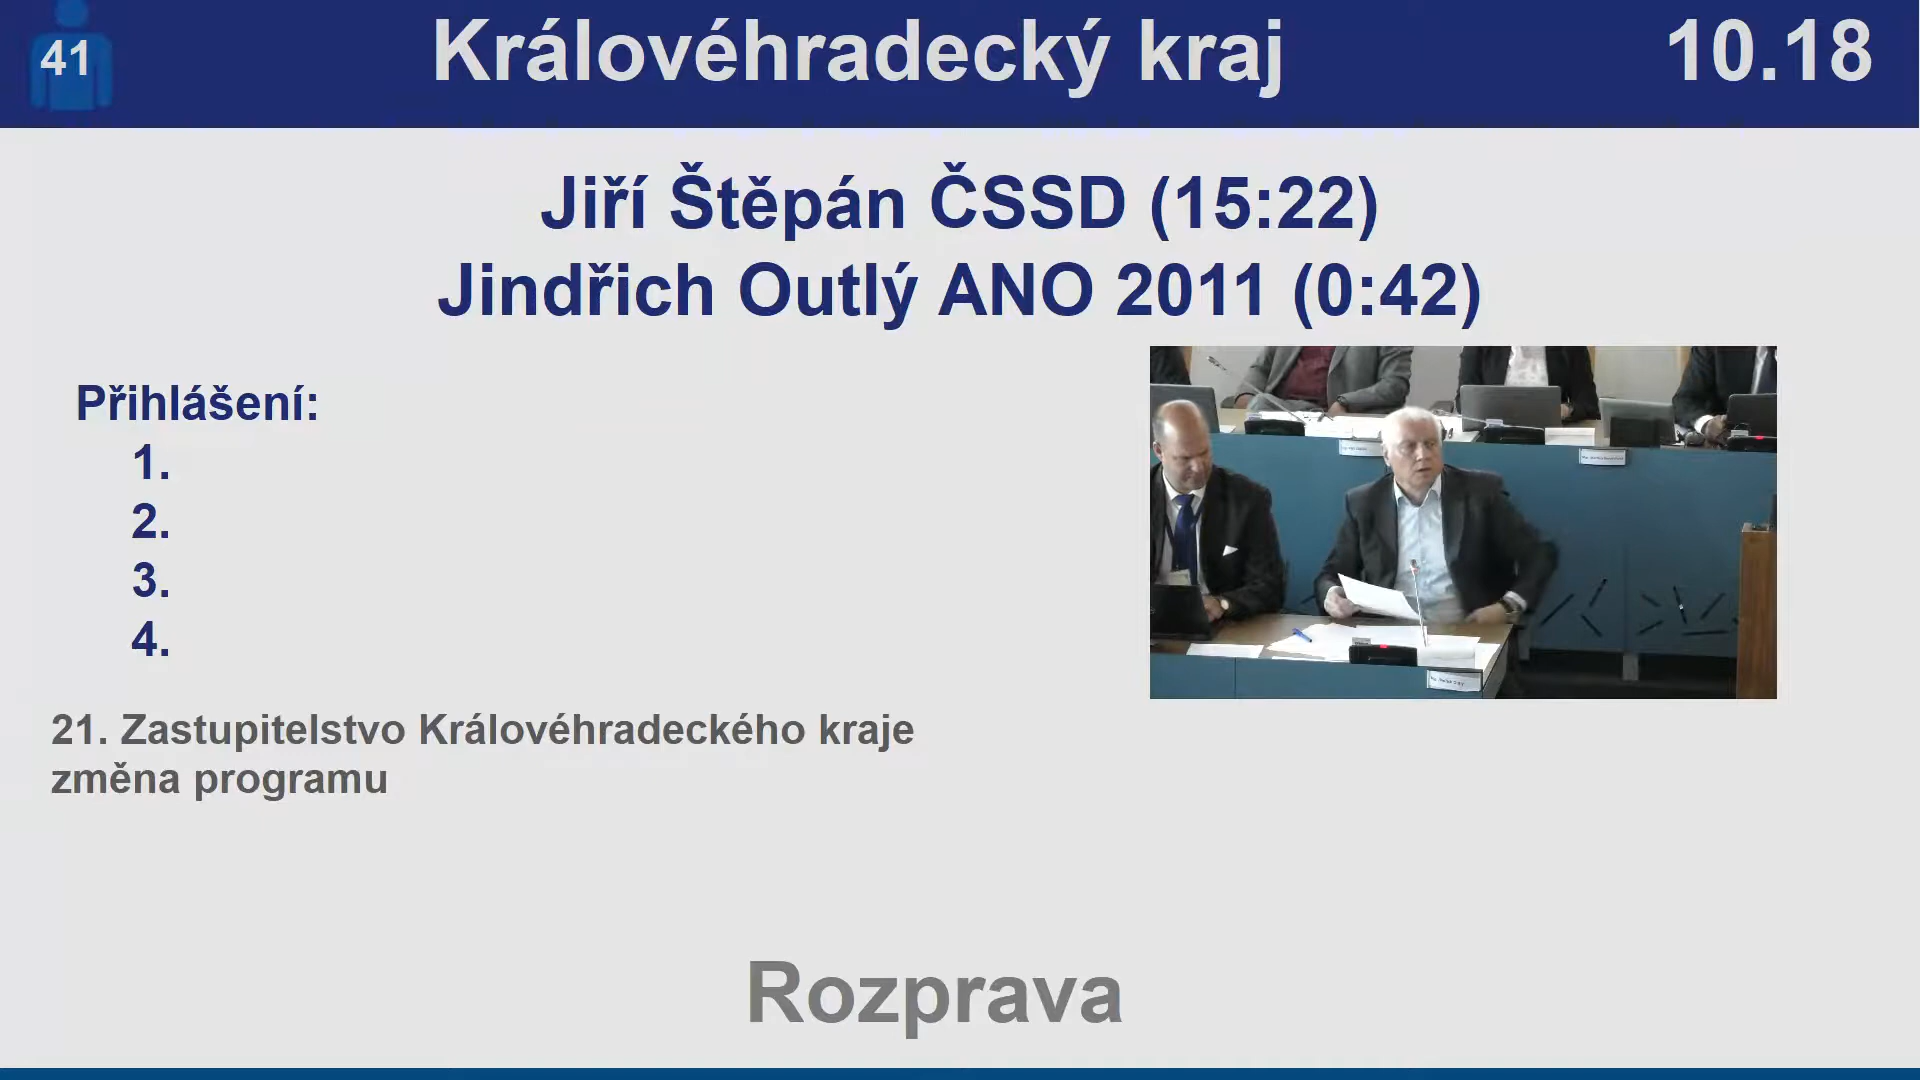 41
Královéhradecký kraj
10.18
Jiří Štěpán ČSSD (15:22)
Jindřich Outlý ANO 2011 (0:42)
Přihlášení:
1.
2.
3.
4.
21. Zastupitelstvo Královéhradeckého kraje
změna programu
Rozprava